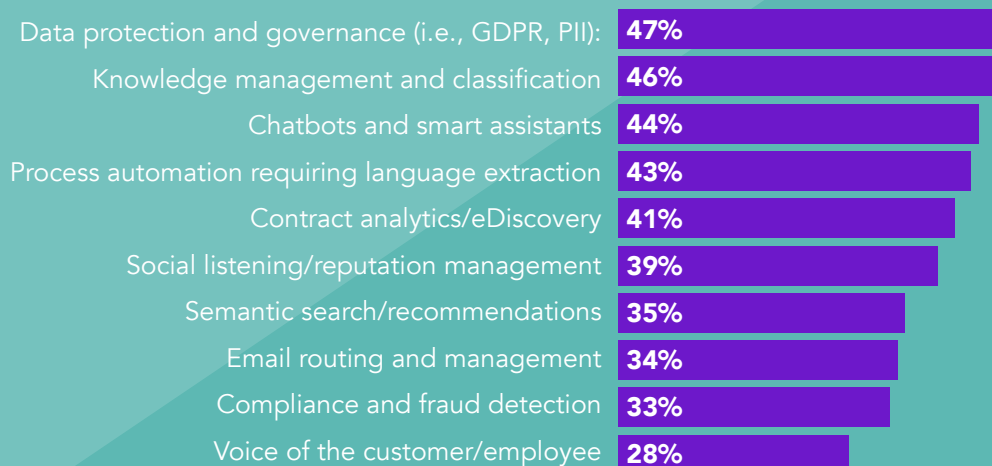 Data protection and governance (i.e., GDPR, PII): 47%
Knowledge management and classification 46%
Chatbots and smart assistants 44%
Process automation requiring language extraction 43%
Contract analytics/eDiscovery 41%
Social listening/reputation management 39%
Semantic search/recommendations 35%
Email routing and management 34%
Compliance and fraud detection 33%
Voice of the customer/employee 28%